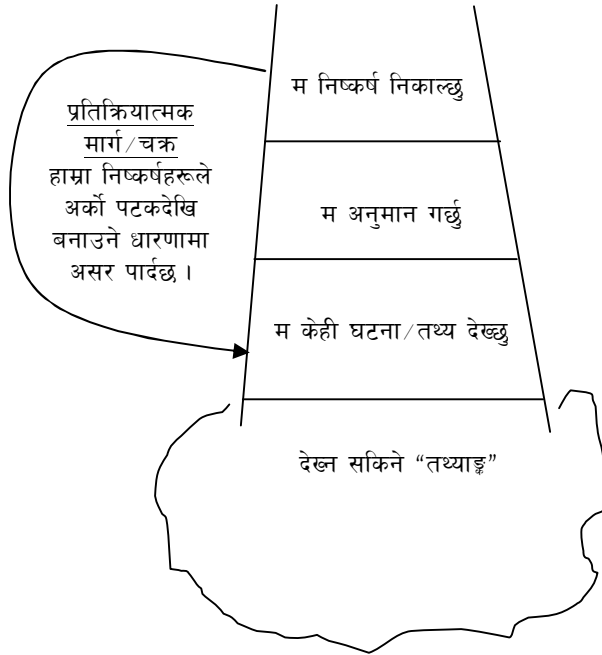 म निष्कर्ष निकाल्छु
प्रतिक्रियात्मक
मार्ग/चक्र
हाम्रा निष्कर्षहरूले
अर्को पटकदेखि
बनाउने धारणामा
असर पार्दछ ।
म अनुमान गर्छु
म केही घटना/तथ्य देख्छु
देख्न सकिने “तथ्याङ्क”